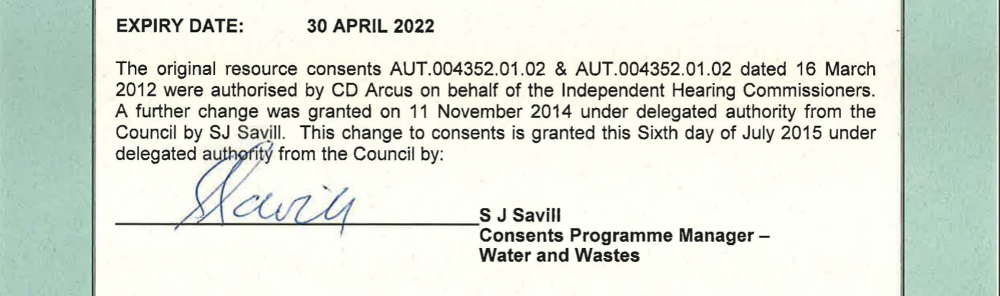 EXPIRY DATE: 30 APRIL 2022
The original resource consents AUT.004352.01.02 & AUT.004352.01.02 dated 16 March
2012 were authorised by CD Arcus on behalf of the Independent Hearing Commissioners.
A further change was granted on 11 November 2014 under delegated authority from the
Council by SJ Savill. This change to consents is granted this Sixth day of July 2015 under
delegated authority from the Council by:
SSavill
S J Savill
Consents Programme Manager –
Water and Wastes